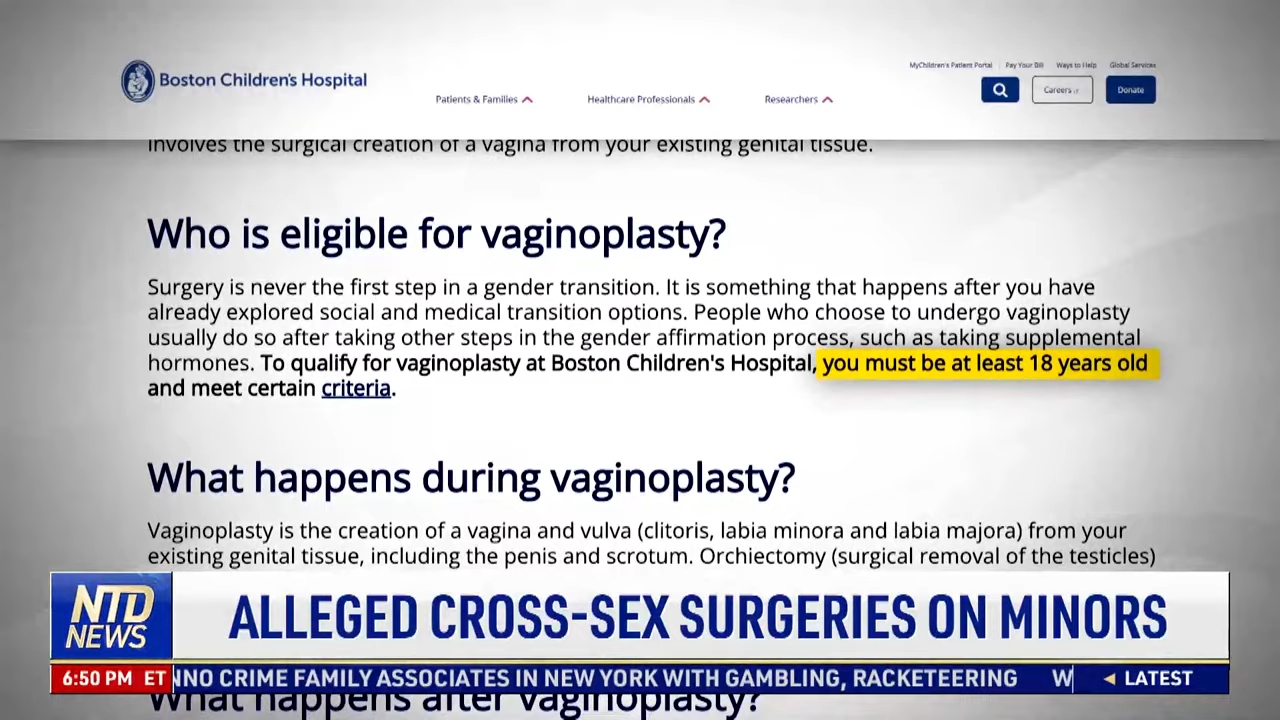 Boston Children's Hospital
MyChildren's Patient Portal Pay Your Bill Ways to Help Global Services
Patients & Families Healthcare Professionals Researchers Careers Donate
involves the surgical creation of a vagina from your existing genital tissue.
Who is eligible for vaginoplasty?
Surgery is never the first step in a gender transition. It is something that happens after you have
already explored social and medical transition options. People who choose to undergo vaginoplasty
usually do so after taking other steps in the gender affirmation process, such as taking supplemental
hormones. To qualify for vaginoplasty at Boston Children's Hospital, you must be at least 18 years old
and meet certain criteria.
What happens during vaginoplasty?
Vaginoplasty is the creation of a vagina and vulva (clitoris, labia minora and labia majora) from your
existing genital tissue, including the penis and scrotum. Orchiectomy (surgical removal of the testicles)
NTD
NEWS
ALLEGED CROSS-SEX SURGERIES ON MINORS
6:50 PM ET NNO CRIME FAMILY ASSOCIATES IN NEW YORK WITH GAMBLING, RACKETEERING W LATEST
What happens after vaginoplasty?